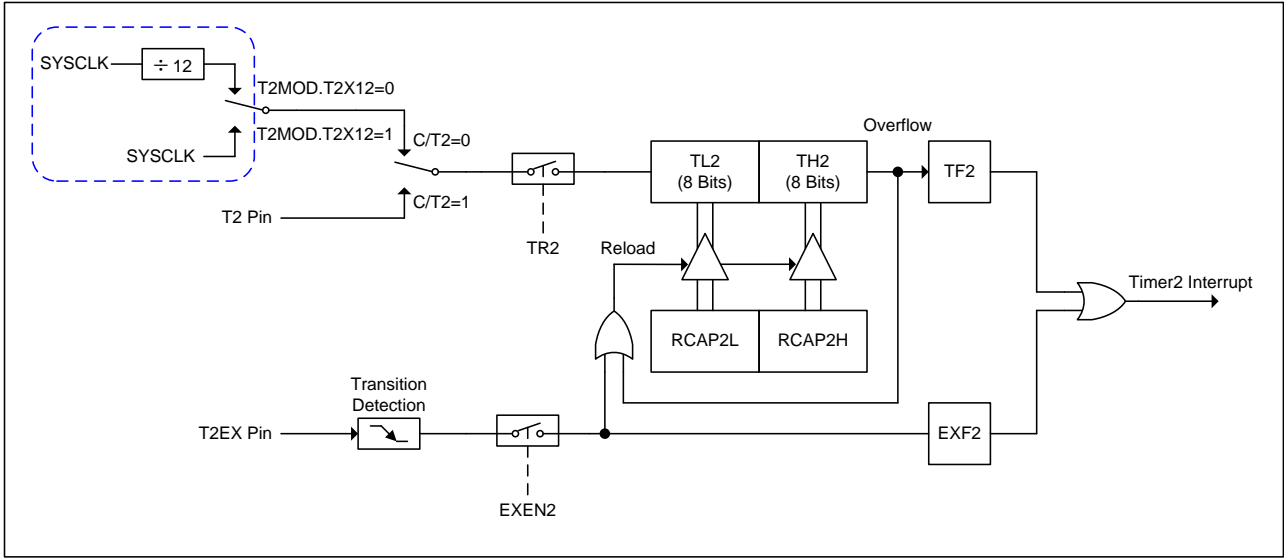 SYSCLK
÷ 12
T2MOD.T2X12=0
T2MOD.T2X12=1
SYSCLK
C/T2=0
C/T2=1
T2 Pin
TR2
TL2
(8 Bits)
TH2
(8 Bits)
Overflow
TF2
Reload
RCAP2L
RCAP2H
Timer2 Interrupt
Transition
Detection
T2EX Pin
EXEN2
EXF2